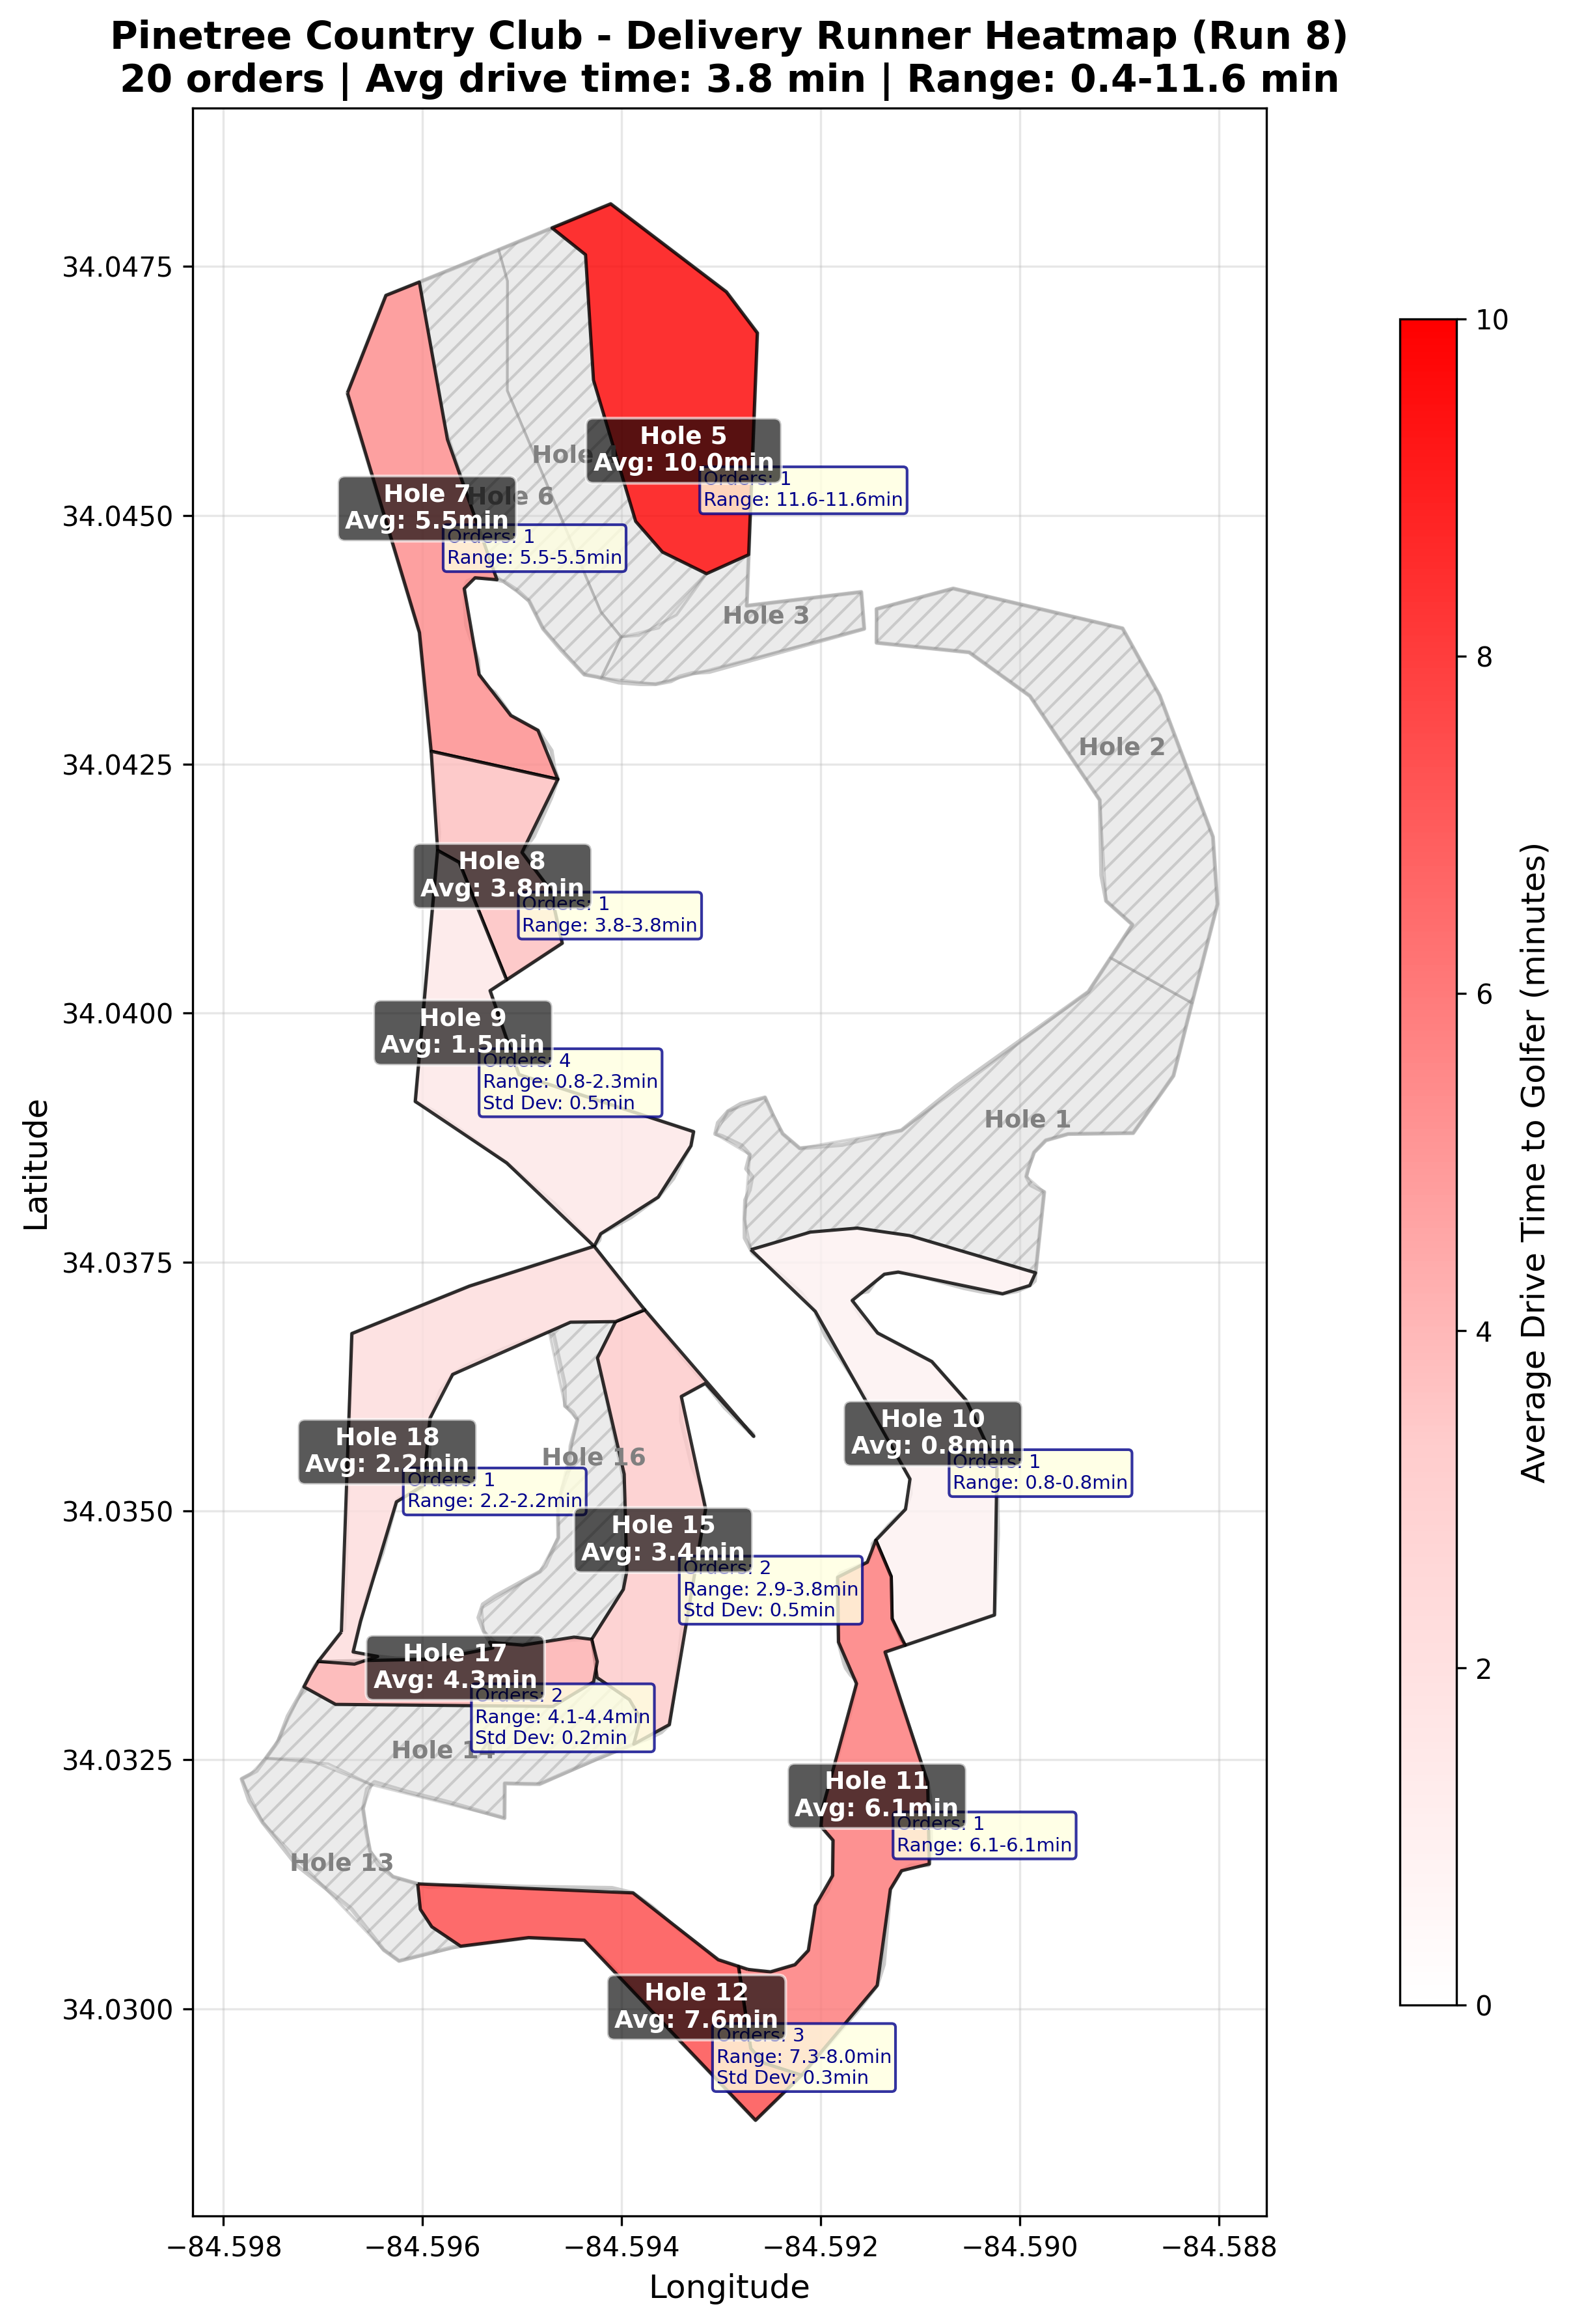 Pinetree Country Club - Delivery Runner Heatmap (Run 8)
20 orders | Avg drive time: 3.8 min | Range: 0.4-11.6 min
Latitude
34.0475
34.0450
34.0425
34.0400
34.0375
34.0350
34.0325
34.0300
Hole 5
Avg: 10.0min
Orders: 1
Range: 11.6-11.6min
Hole
Hole 6
Hole 7
Avg: 5.5min
Orders: 1
Range: 5.5-5.5min
Hole 3
Hole 2
Hole 8
Avg: 3.8min
Orders: 1
Range: 3.8-3.8min
Hole 9
Avg: 1.5min
Orders: 4
Range: 0.8-2.3min
Std Dev: 0.5min
Hole 1
Hole 10
Avg: 0.8min
Orders: 1
Range: 0.8-0.8min
Hole 18
Avg: 2.2min
Orders: 1
Range: 2.2-2.2min
Hole 16
Hole 15
Avg: 3.4min
Orders: 2
Range: 2.9-3.8min
Std Dev: 0.5min
Hole 17
Avg: 4.3min
Orders: 2
Range: 4.1-4.4min
Std Dev: 0.2min
Hole 14
Hole 11
Avg: 6.1min
Orders: 1
Range: 6.1-6.1min
Hole 13
Hole 12
Avg: 7.6min
Orders: 3
Range: 7.3-8.0min
Std Dev: 0.3min
−84.598
−84.596
−84.594
−84.592
−84.590
−84.588
Longitude
10
8
6
4
2
0
Average Drive Time to Golfer (minutes)